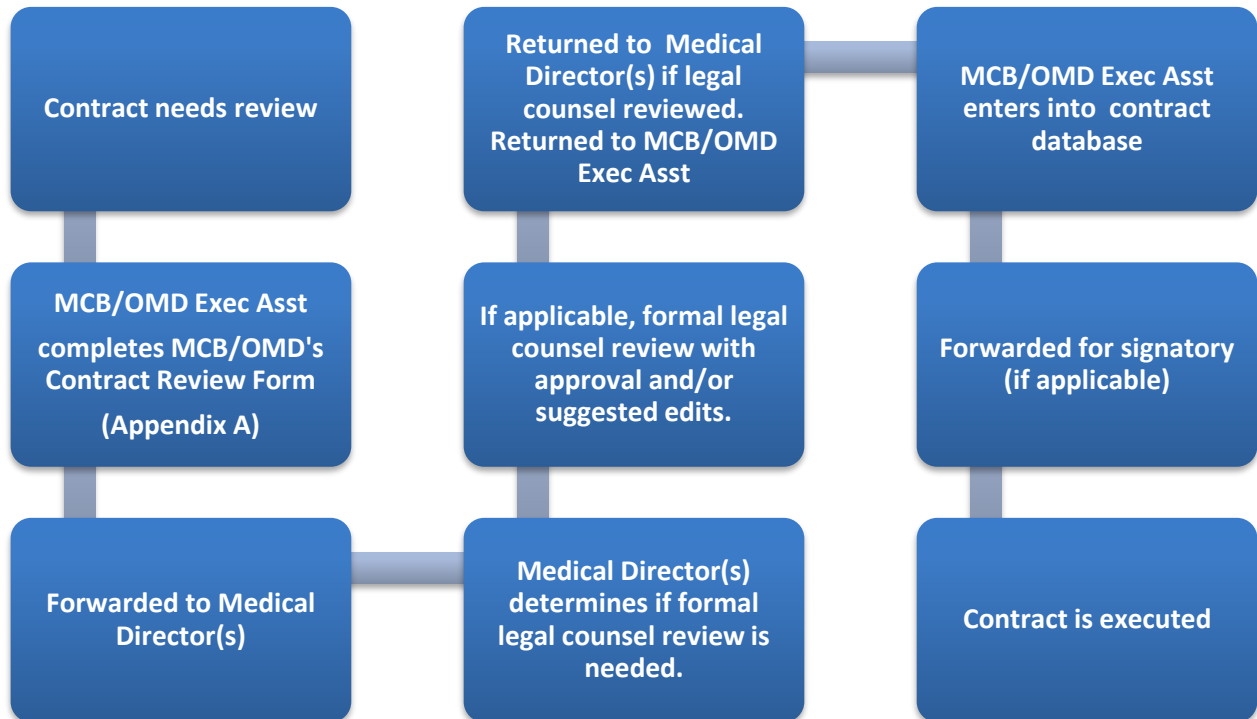 Contract needs review
MCB/OMD Exec Asst
completes MCB/OMD's
Contract Review Form
(Appendix A)
Forwarded to Medical
Director(s)
Medical Director(s)
determines if formal
legal counsel review is
needed.
If applicable, formal legal
counsel review with
approval and/or
suggested edits.
Returned to  Medical
Director(s) if legal
counsel reviewed.
Returned to MCB/OMD
Exec Asst
MCB/OMD Exec Asst
enters into  contract
database
Forwarded for signatory
(if applicable)
Contract is executed